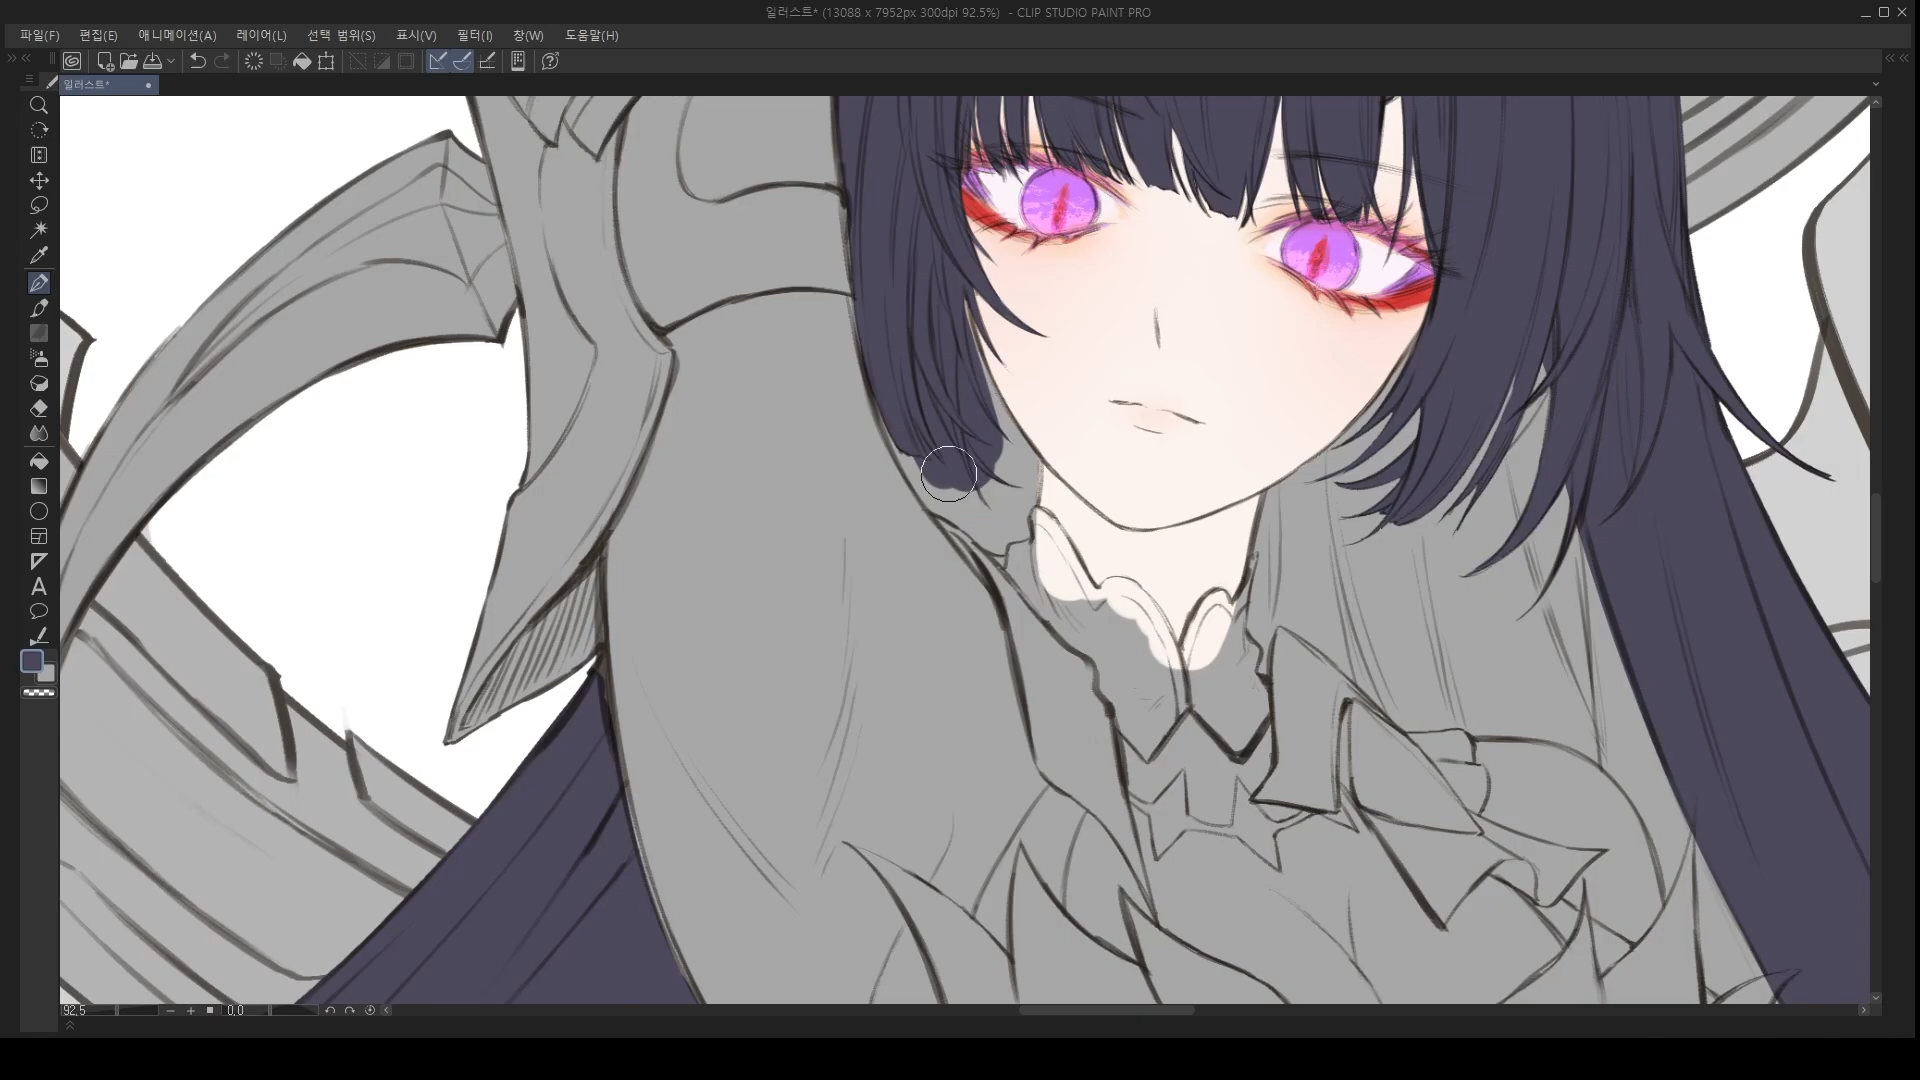 일러스트* (13088 x 7952px 300dpi 92.5%) - CLIP STUDIO PAINT PRO
파일(F) 편집(E) 애니메이션(A) 레이어(L) 선택 범위(S) 표시(V) 필터(I) 창(W) 도움말(H)
일러스트*
92.5 0.0